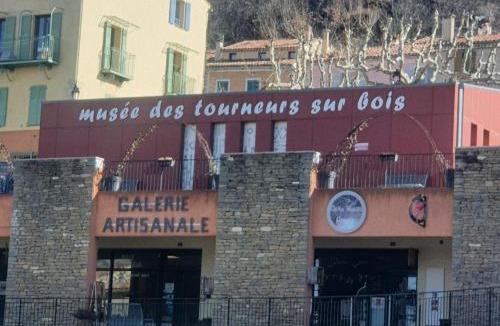 musée des tourneurs sur bois
GALERIE
ARTISANALE